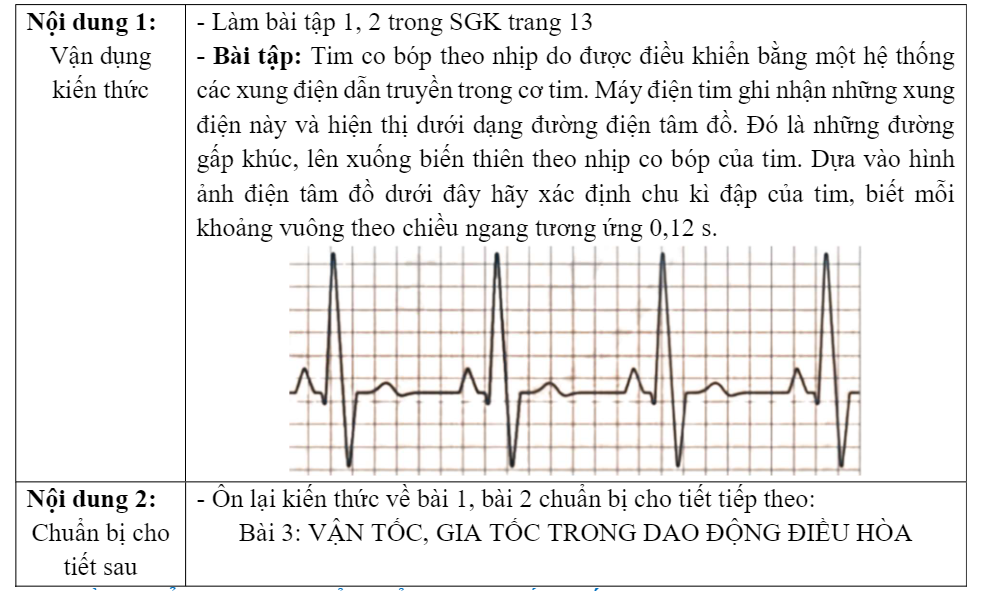 Nội dung 1:
Vận dụng
kiến thức
- Làm bài tập 1, 2 trong SGK trang 13
- Bài tập: Tim co bóp theo nhịp do được điều khiển bằng một hệ thống
các xung điện dẫn truyền trong cơ tim. Máy điện tim ghi nhận những xung
điện này và hiện thị dưới dạng đường điện tâm đồ. Đó là những đường
gấp khúc, lên xuống biến thiên theo nhịp co bóp của tim. Dựa vào hình
ảnh điện tâm đồ dưới đây hãy xác định chu kì đập của tim, biết mỗi
khoảng vuông theo chiều ngang tương ứng 0,12 s.
Nội dung 2:
Chuẩn bị cho
tiết sau
- Ôn lại kiến thức về bài 1, bài 2 chuẩn bị cho tiết tiếp theo:
Bài 3: VẬN TỐC, GIA TỐC TRONG DAO ĐỘNG ĐIỀU HÒA